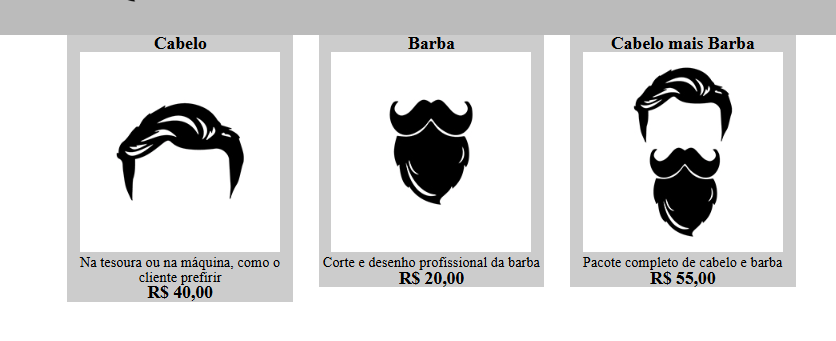 Cabelo
Barba
Cabelo mais Barba
Na tesoura ou na máquina, como o
cliente prefirir
R$ 40,00
Corte e desenho profissional da barba
R$ 20,00
Pacote completo de cabelo e barba
R$ 55,00